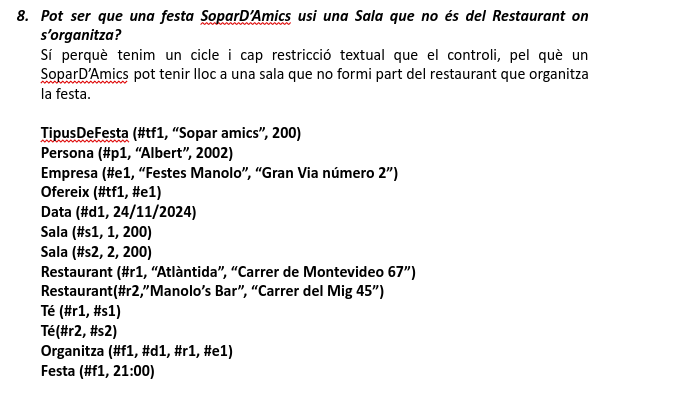 8. Pot ser que una festa SoparD’Amics usi una Sala que no és del Restaurant on
s’organitza?
Sí perquè tenim un cicle i cap restricció textual que el controli, pel què un
SoparD’Amics pot tenir lloc a una sala que no formi part del restaurant que organitza
la festa.
TipusDeFesta (#tf1, “Sopar amics”, 200)
Persona (#p1, “Albert”, 2002)
Empresa (#e1, “Festes Manolo”, “Gran Via número 2”)
Ofereix (#tf1, #e1)
Data (#d1, 24/11/2024)
Sala (#s1, 1, 200)
Sala (#s2, 2, 200)
Restaurant (#r1, “Atlàntida”, “Carrer de Montevideo 67”)
Restaurant(#r2,”Manolo’s Bar”, “Carrer del Mig 45”)
Té (#r1, #s1)
Té(#r2, #s2)
Organitza (#f1, #d1, #r1, #e1)
Festa (#f1, 21:00)